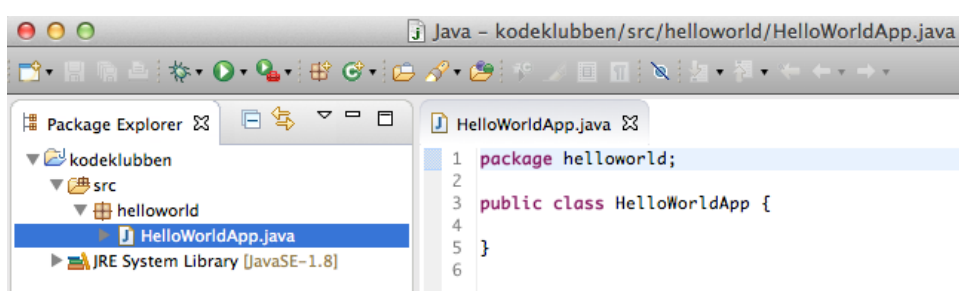 Java – kodeklubben/src/helloworld/HelloWorldApp.java
Package Explorer
kodeklubben
src
helloworld
HelloWorldApp.java
JRE System Library [JavaSE-1.8]
HelloWorldApp.java
1 package helloworld;
2
3 public class HelloWorldApp {
4
5 }
6